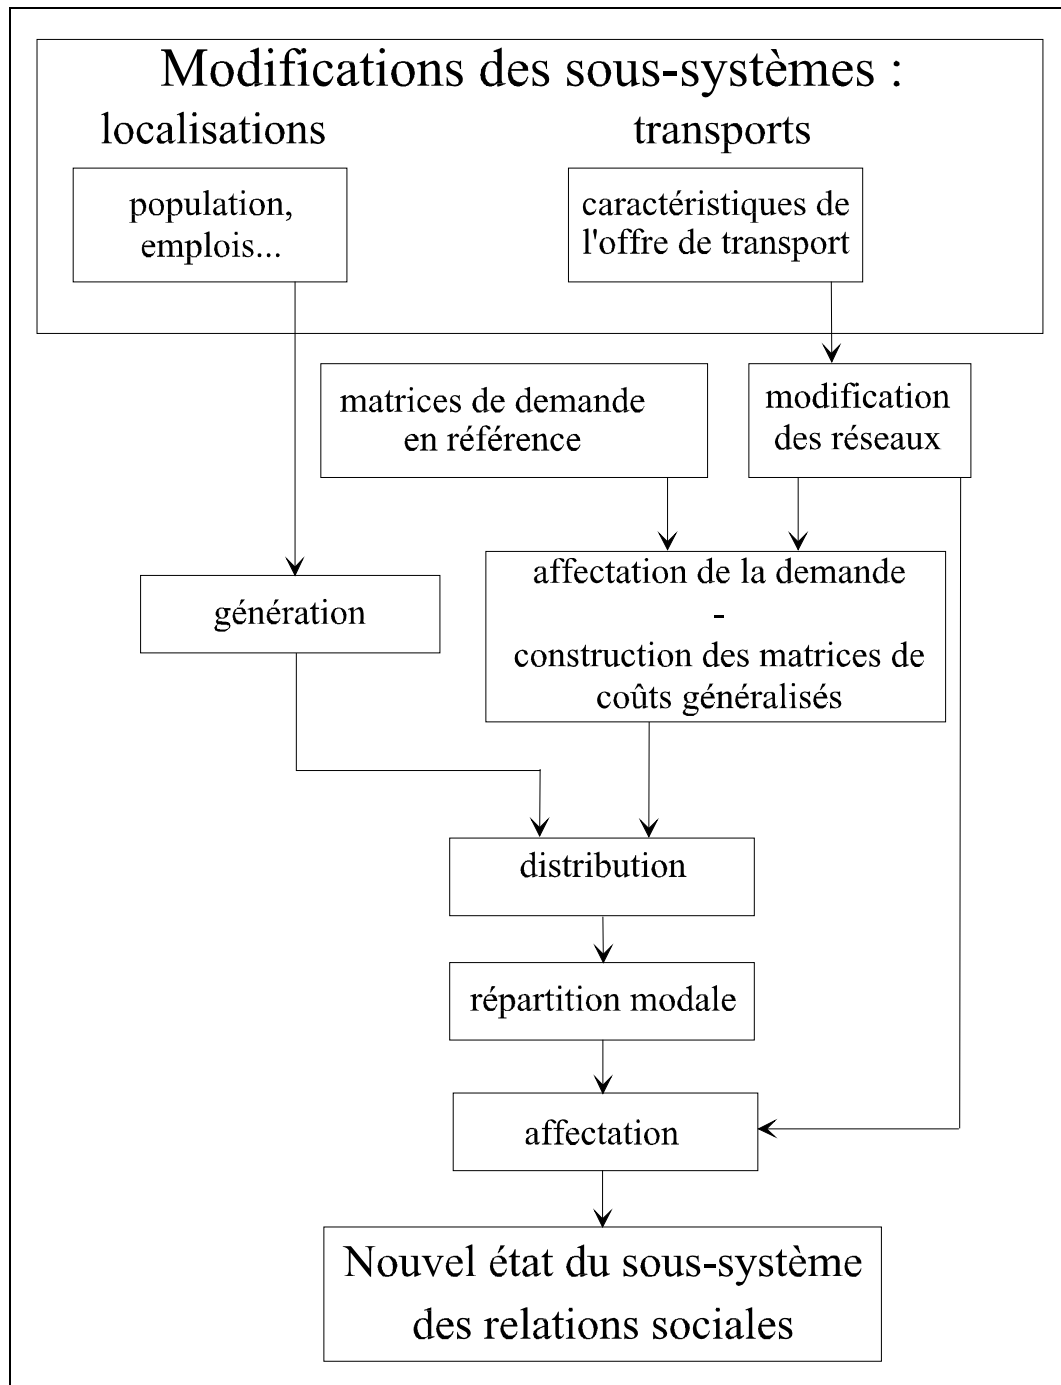 Modifications des sous-systèmes :
localisations
transports
population,
emplois...
caractéristiques de
l'offre de transport
matrices de demande
en référence
modification
des réseaux
affectation de la demande
-
construction des matrices de
coûts généralisés
génération
distribution
répartition modale
affectation
Nouvel état du sous-système
des relations sociales